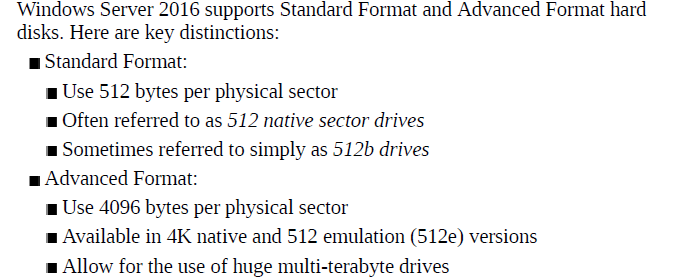 Windows Server 2016 supports Standard Format and Advanced Format hard
disks. Here are key distinctions:
■ Standard Format:
■ Use 512 bytes per physical sector
■ Often referred to as 512 native sector drives
■ Sometimes referred to simply as 512b drives
■ Advanced Format:
■ Use 4096 bytes per physical sector
■ Available in 4K native and 512 emulation (512e) versions
■ Allow for the use of huge multi-terabyte drives